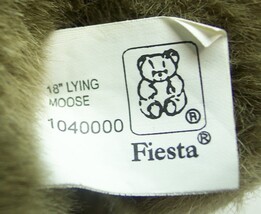 18" LYING
MOOSE
1040000
®
Fiesta®